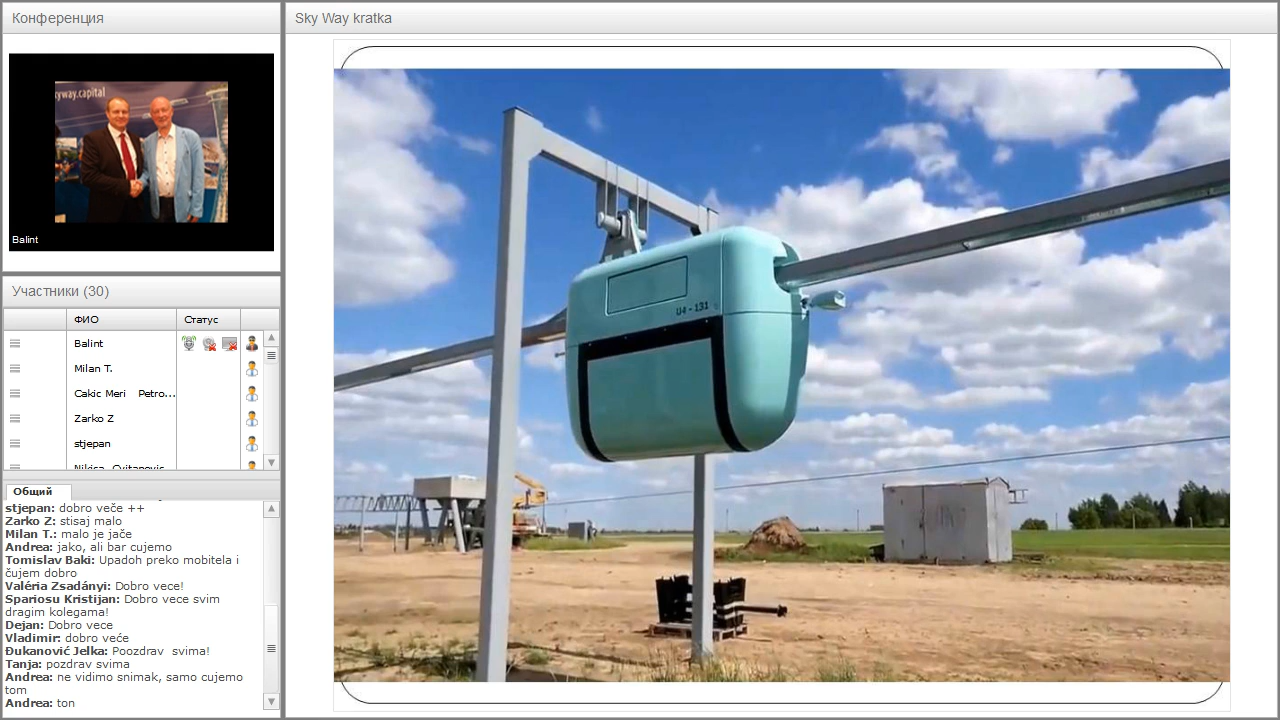 Конференция
Sky Way kratka
kyway.capital
Balint
Участники (30)
ФИО Статус
Balint
Milan T.
Cakic Meri Petro...
Zarko Z
stjepan
Nikica Cvitanovic
Общий
stjepan: dobro veče ++
Zarko Z: stisaj malo
Milan T.: malo je jače
Andrea: jako, ali bar cujemo
Tomislav Baki: Upadoh preko mobitela i
čujem dobro
Valéria Zsadányi: Dobro vece!
Spariosu Kristijan: Dobro vece svim
dragim kolegama!
Dejan: Dobro vece
Vladimir: dobro veće
Đukanović Jelka: Poozdrav svima!
Tanja: pozdrav svima
Andrea: ne vidimo snimak, samo cujemo
tom
Andrea: ton
U4-131